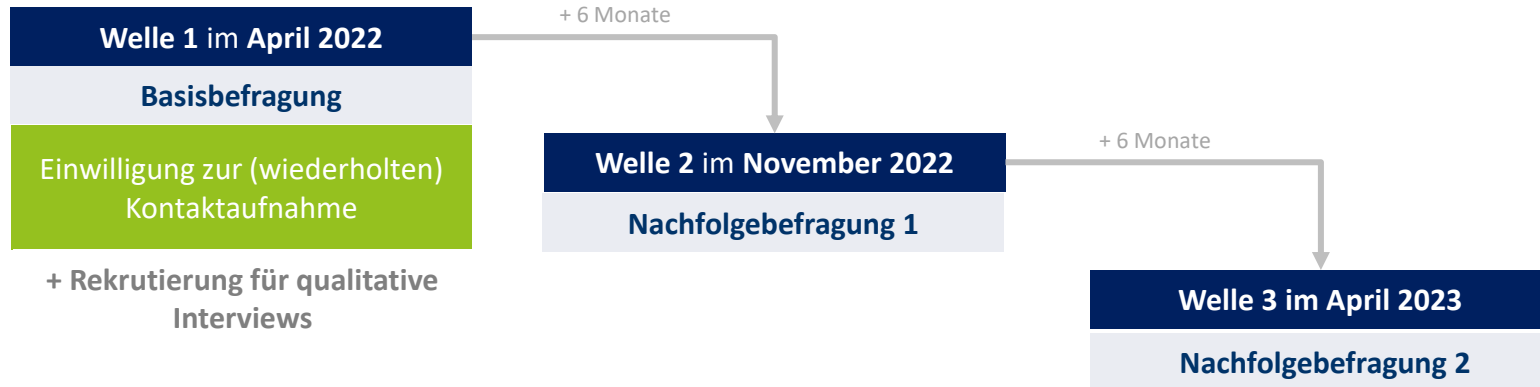 + 6 Monate
Welle 1 im April 2022
Basisbefragung
Einwilligung zur (wiederholten)
Kontaktaufnahme
+ Rekrutierung für qualitative
Interviews
+ 6 Monate
Welle 2 im November 2022
Nachfolgebefragung 1
Welle 3 im April 2023
Nachfolgebefragung 2